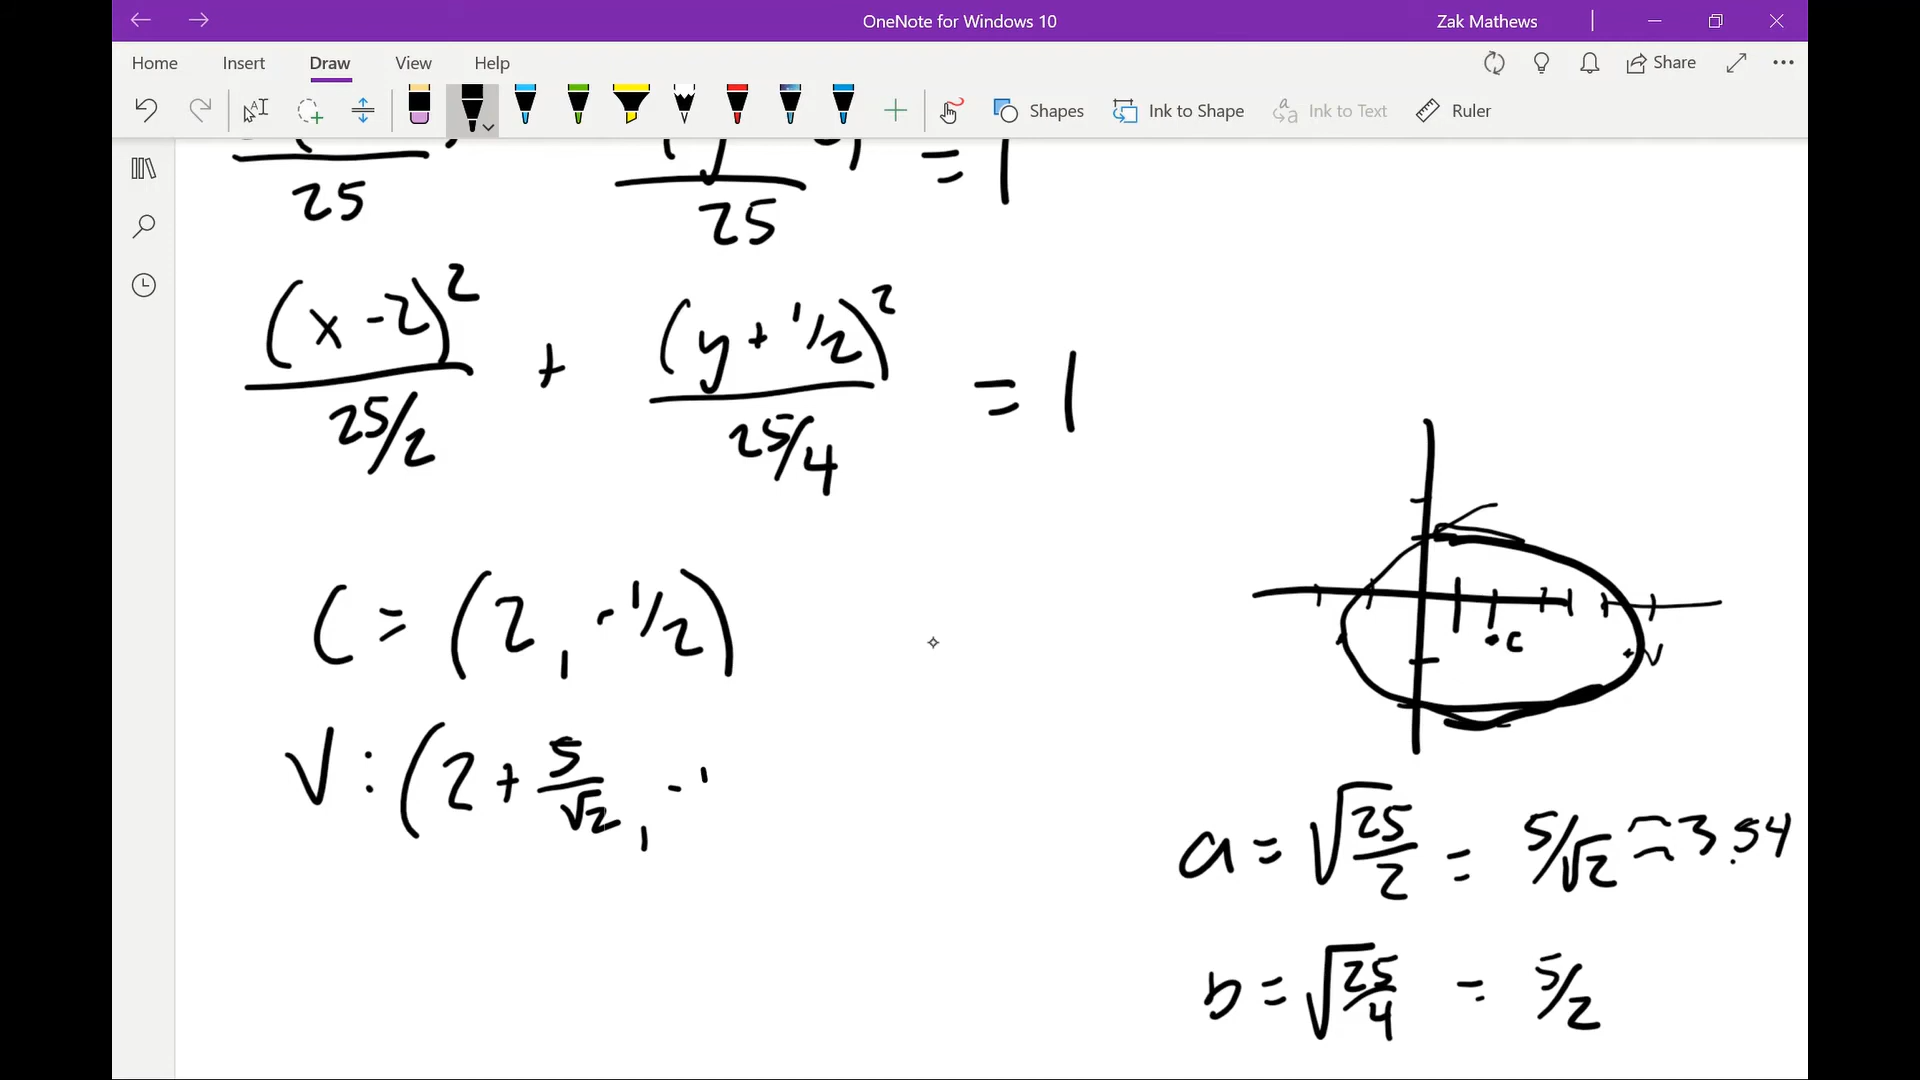 OneNote for Windows 10
Zak Mathews
Home Insert Draw View Help Share
Shapes Ink to Shape Ink to Text Ruler
25 + 25 = 1
(x - 2)² / 25/2 + (y + 1/2)² / 25/4 = 1
C = (2, -1/2)
V : (2 + 5/√2, -1
C
V
a = √25/2 = 5/√2 ≈ 3.54
b = √25/4 = 5/2